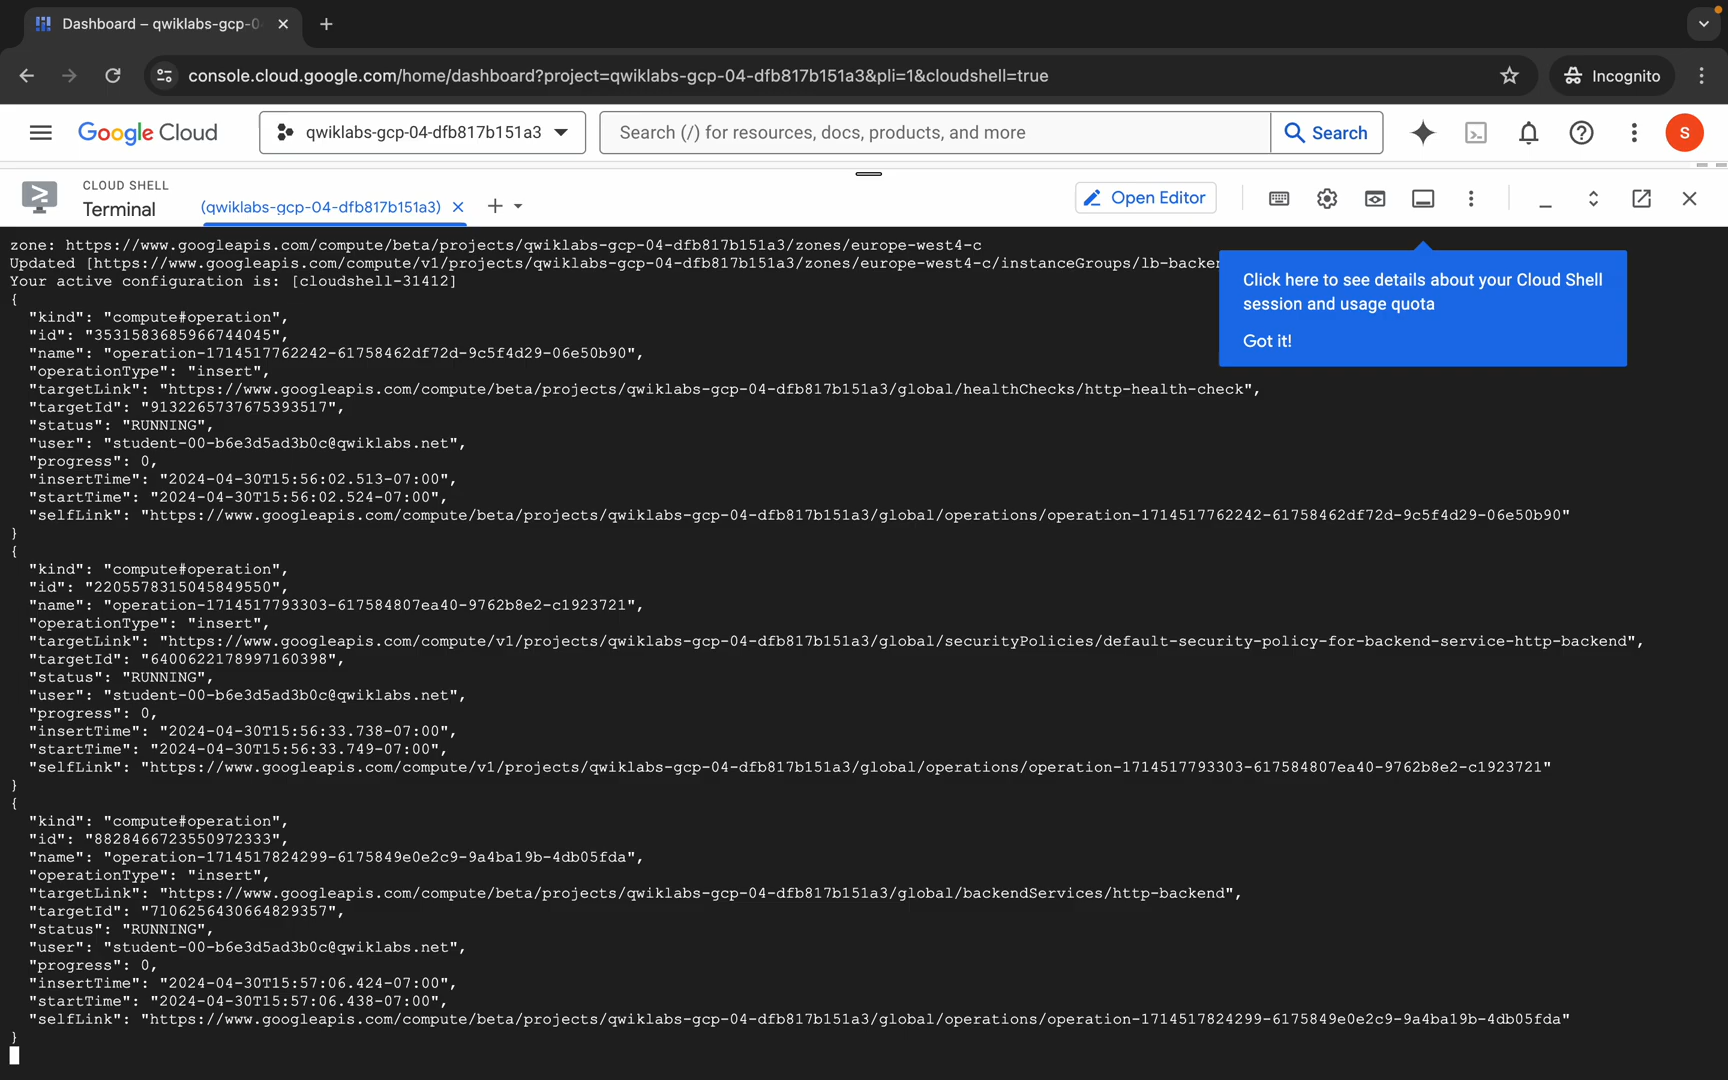 Dashboard – qwiklabs-gcp-0
console.cloud.google.com/home/dashboard?project=qwiklabs-gcp-04-dfb817b151a3&pli=1&cloudshell=true
Incognito
Google Cloud
qwiklabs-gcp-04-dfb817b151a3
Search (/) for resources, docs, products, and more
Search
S
CLOUD SHELL
Terminal
(qwiklabs-gcp-04-dfb817b151a3)
Open Editor
zone: https://www.googleapis.com/compute/beta/projects/qwiklabs-gcp-04-dfb817b151a3/zones/europe-west4-c
Updated [https://www.googleapis.com/compute/v1/projects/qwiklabs-gcp-04-dfb817b151a3/zones/europe-west4-c/instanceGroups/lb-backen
Your active configuration is: [cloudshell-31412]
Click here to see details about your Cloud Shell
session and usage quota
Got it!
{
"kind": "compute#operation",
"id": "3531583685966744045",
"name": "operation-1714517762242-61758462df72d-9c5f4d29-06e50b90",
"operationType": "insert",
"targetLink": "https://www.googleapis.com/compute/beta/projects/qwiklabs-gcp-04-dfb817b151a3/global/healthChecks/http-health-check",
"targetId": "9132265737675393517",
"status": "RUNNING",
"user": "student-00-b6e3d5ad3b0c@qwiklabs.net",
"progress": 0,
"insertTime": "2024-04-30T15:56:02.513-07:00",
"startTime": "2024-04-30T15:56:02.524-07:00",
"selfLink": "https://www.googleapis.com/compute/beta/projects/qwiklabs-gcp-04-dfb817b151a3/global/operations/operation-1714517762242-61758462df72d-9c5f4d29-06e50b90"
}
{
"kind": "compute#operation",
"id": "2205578315045849550",
"name": "operation-1714517793303-617584807ea40-9762b8e2-c1923721",
"operationType": "insert",
"targetLink": "https://www.googleapis.com/compute/v1/projects/qwiklabs-gcp-04-dfb817b151a3/global/securityPolicies/default-security-policy-for-backend-service-http-backend",
"targetId": "6400622178997160398",
"status": "RUNNING",
"user": "student-00-b6e3d5ad3b0c@qwiklabs.net",
"progress": 0,
"insertTime": "2024-04-30T15:56:33.738-07:00",
"startTime": "2024-04-30T15:56:33.749-07:00",
"selfLink": "https://www.googleapis.com/compute/v1/projects/qwiklabs-gcp-04-dfb817b151a3/global/operations/operation-1714517793303-617584807ea40-9762b8e2-c1923721"
}
{
"kind": "compute#operation",
"id": "8828466723550972333",
"name": "operation-1714517824299-6175849e0e2c9-9a4ba19b-4db05fda",
"operationType": "insert",
"targetLink": "https://www.googleapis.com/compute/beta/projects/qwiklabs-gcp-04-dfb817b151a3/global/backendServices/http-backend",
"targetId": "7106256430664829357",
"status": "RUNNING",
"user": "student-00-b6e3d5ad3b0c@qwiklabs.net",
"progress": 0,
"insertTime": "2024-04-30T15:57:06.424-07:00",
"startTime": "2024-04-30T15:57:06.438-07:00",
"selfLink": "https://www.googleapis.com/compute/beta/projects/qwiklabs-gcp-04-dfb817b151a3/global/operations/operation-1714517824299-6175849e0e2c9-9a4ba19b-4db05fda"
}